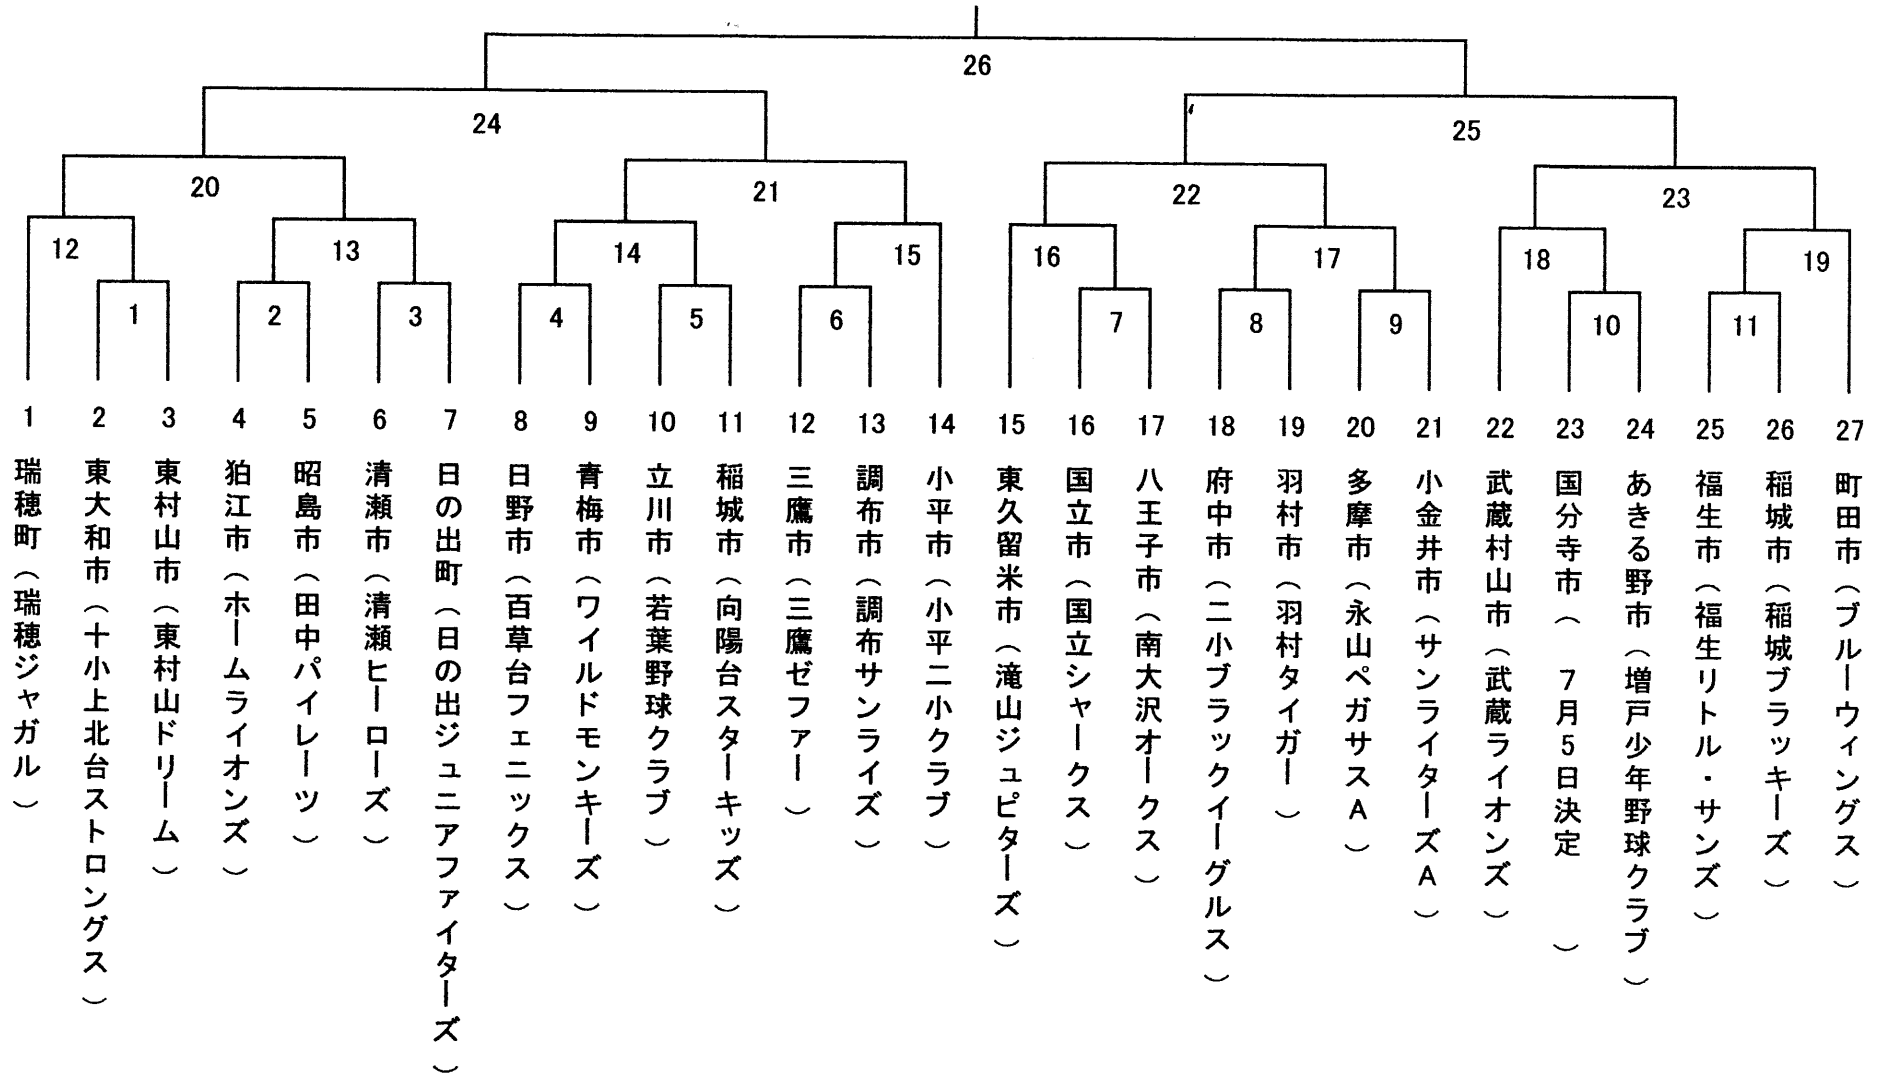 26
24
25
20
21
22
23
12
13
14
15
16
17
18
19
1
2
3
4
5
6
7
8
9
10
11
1 瑞穂町（瑞穂ジャガル）
2 東大和市（十小上北台ストロングス）
3 東村山市（東村山ドリーム）
4 狛江市（ホームライオンズ）
5 昭島市（田中パイレーツ）
6 清瀬市（清瀬ヒーローズ）
7 日の出町（日の出ジュニアファイターズ）
8 日野市（百草台フェニックス）
9 青梅市（ワイルドモンキーズ）
10 立川市（若葉野球クラブ）
11 稲城市（向陽台スターキッズ）
12 三鷹市（三鷹ゼファー）
13 調布市（調布サンライズ）
14 小平市（小平二小クラブ）
15 東久留米市（滝山ジュピターズ）
16 国立市（国立シャークス）
17 八王子市（南大沢オークス）
18 府中市（二小ブラックイーグルス）
19 羽村市（羽村タイガー）
20 多摩市（永山ペガサスA）
21 小金井市（サンライターズA）
22 武蔵村山市（武蔵ライオンズ）
23 国分寺市（ 7月5日決定 ）
24 あきる野市（増戸少年野球クラブ）
25 福生市（福生リトル・サンズ）
26 稲城市（稲城ブラッキーズ）
27 町田市（ブルーウィングス）